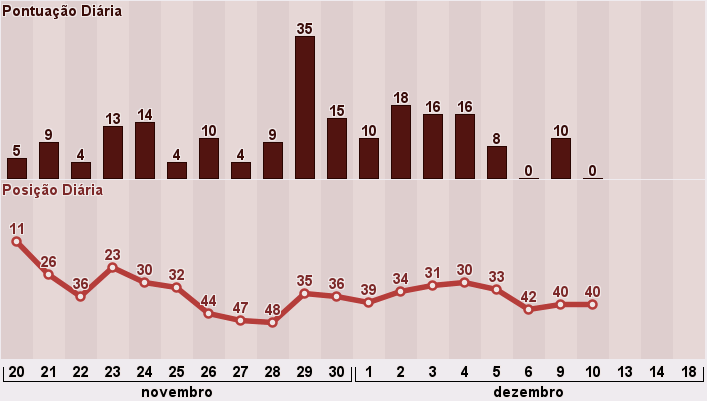 Pontuação Diária
5 9 4 13 14 4 10 4 9 35 15 10 18 16 16 8 0 10 0
Posição Diária
11 26 36 23 30 32 44 47 48 35 36 39 34 31 30 33 42 40 40
20 21 22 23 24 25 26 27 28 29 30 1 2 3 4 5 6 9 10 13 14 18
novembro dezembro